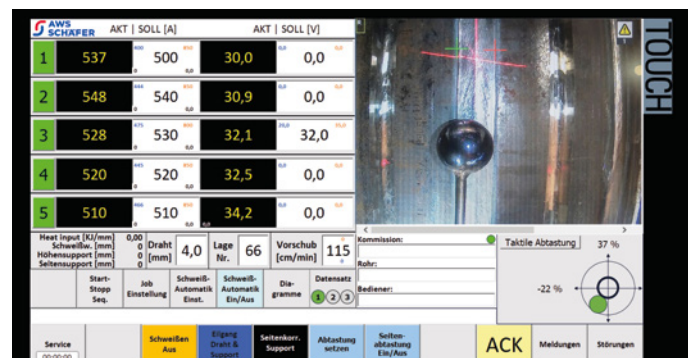 AWS SCHÄFER AKT | SOLL [A] AKT | SOLL [V]
1 537 500 30,0 0,0
2 548 540 30,9 0,0
3 528 530 32,1 32,0
4 520 520 32,5 0,0
5 510 510 34,2 0,0
TOUCH
Heat input [KJ/mm] 0,00
Schweißw. [mm] 0
Höhensupport [mm] 0
Seitensupport [mm] 0
Draht [mm] 4,0
Lage Nr. 66
Vorschub [cm/min] 115
Kommission:
Rohr:
Bediener:
Taktile Abtastung 37 %
-22 %
Start-Stopp Seq.
Job Einstellung
Schweiß-Automatik Einst.
Schweiß-Automatik Ein/Aus
Dia-gramme
Datensatz
1 2 3
Service
00:00:00
Schweißen Aus
Eilgang Draht & Support
Seitenkorr. Support
Abtastung setzen
Seiten-abtastung Ein/Aus
ACK
Meldungen
Störungen